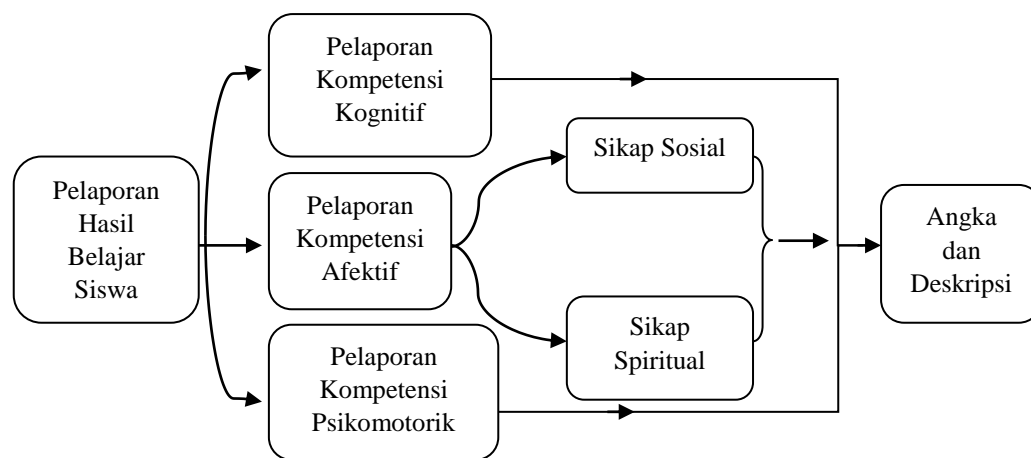 Pelaporan
Hasil
Belajar
Siswa
Pelaporan
Kompetensi
Kognitif
Pelaporan
Kompetensi
Afektif
Pelaporan
Kompetensi
Psikomotorik
Sikap Sosial
Sikap
Spiritual
Angka
dan
Deskripsi